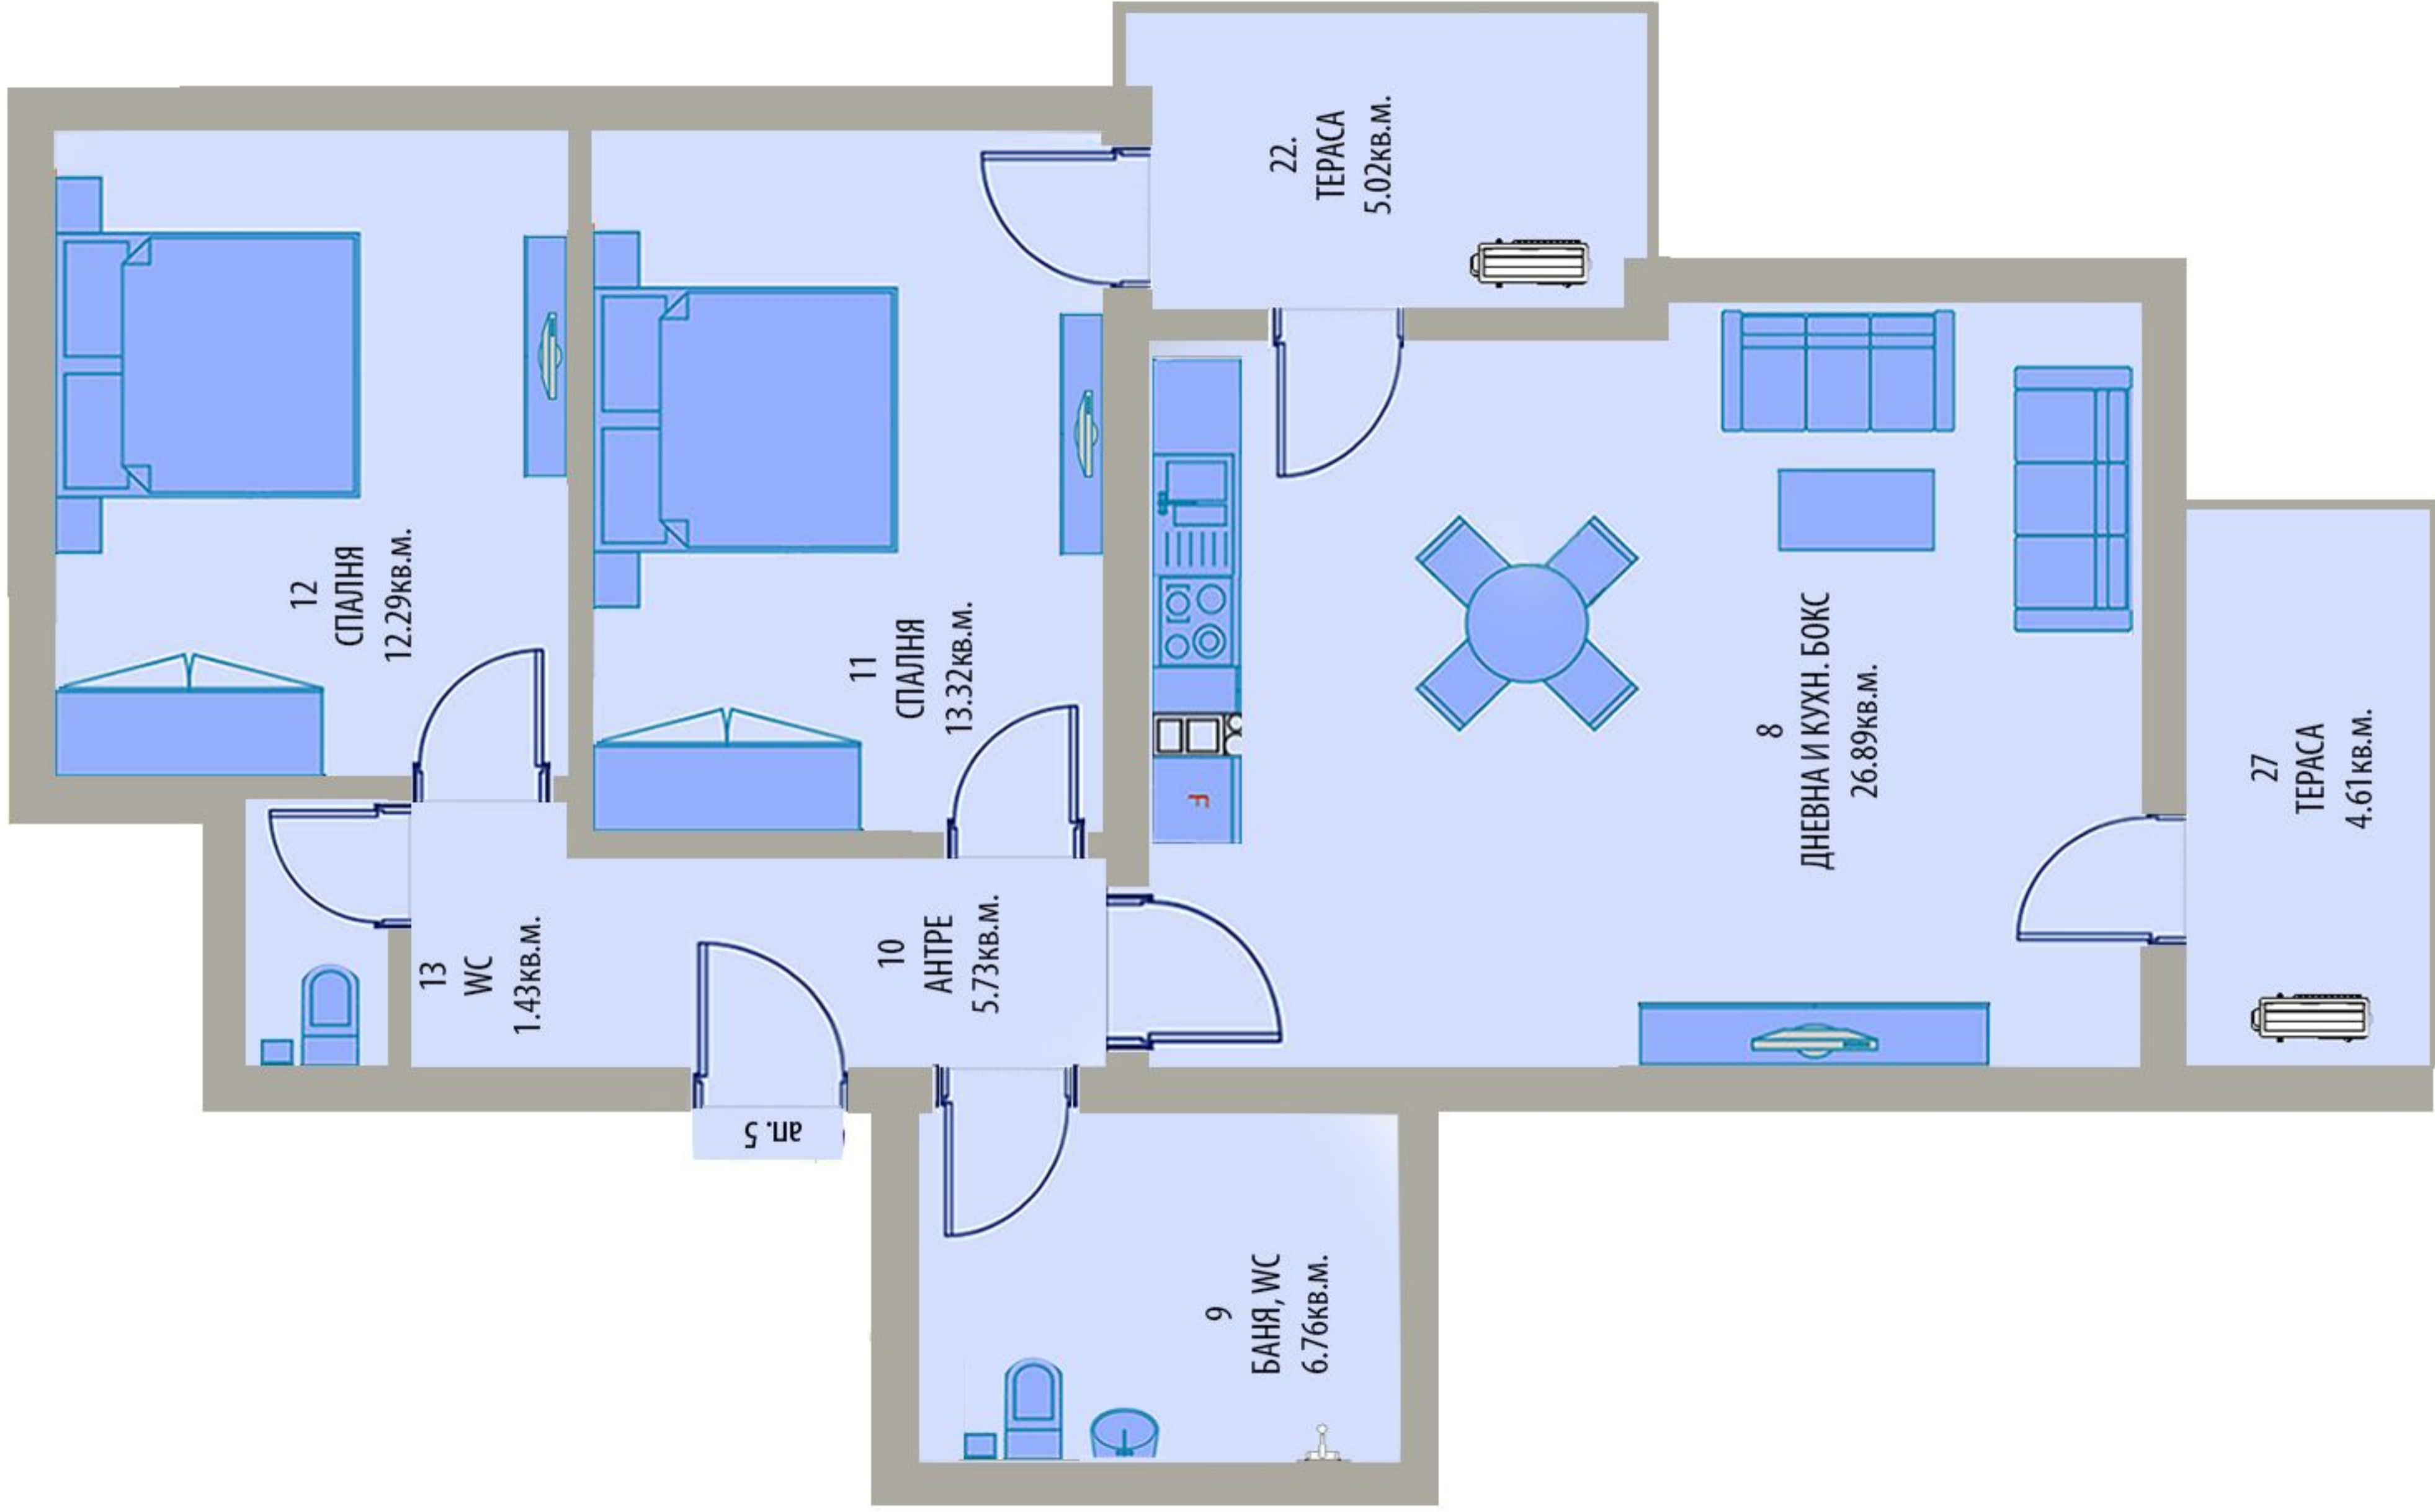 12
СПАЛНЯ
12.29кв.м.
11
СПАЛНЯ
13.32кв.м.
22.
ТЕРАСА
5.02кв.м.
13
WC
1.43кв.м.
10
АНТРЕ
5.73кв.м.
8
ДНЕВНА И КУХН. БОКС
26.89кв.м.
27
ТЕРАСА
4.61кв.м.
9
БАНЯ, WC
6.76кв.м.
ап. 5
F